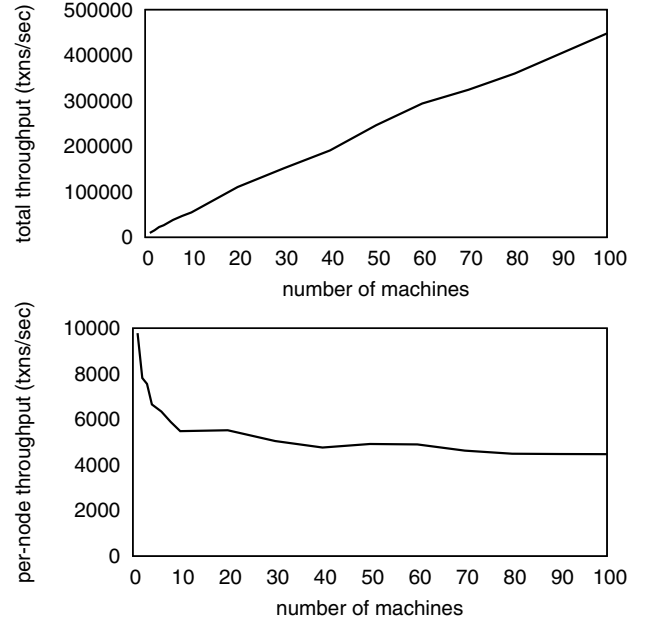 total throughput (txns/sec)
500000
400000
300000
200000
100000
0
0 10 20 30 40 50 60 70 80 90 100
number of machines
per-node throughput (txns/sec)
10000
8000
6000
4000
2000
0
0 10 20 30 40 50 60 70 80 90 100
number of machines